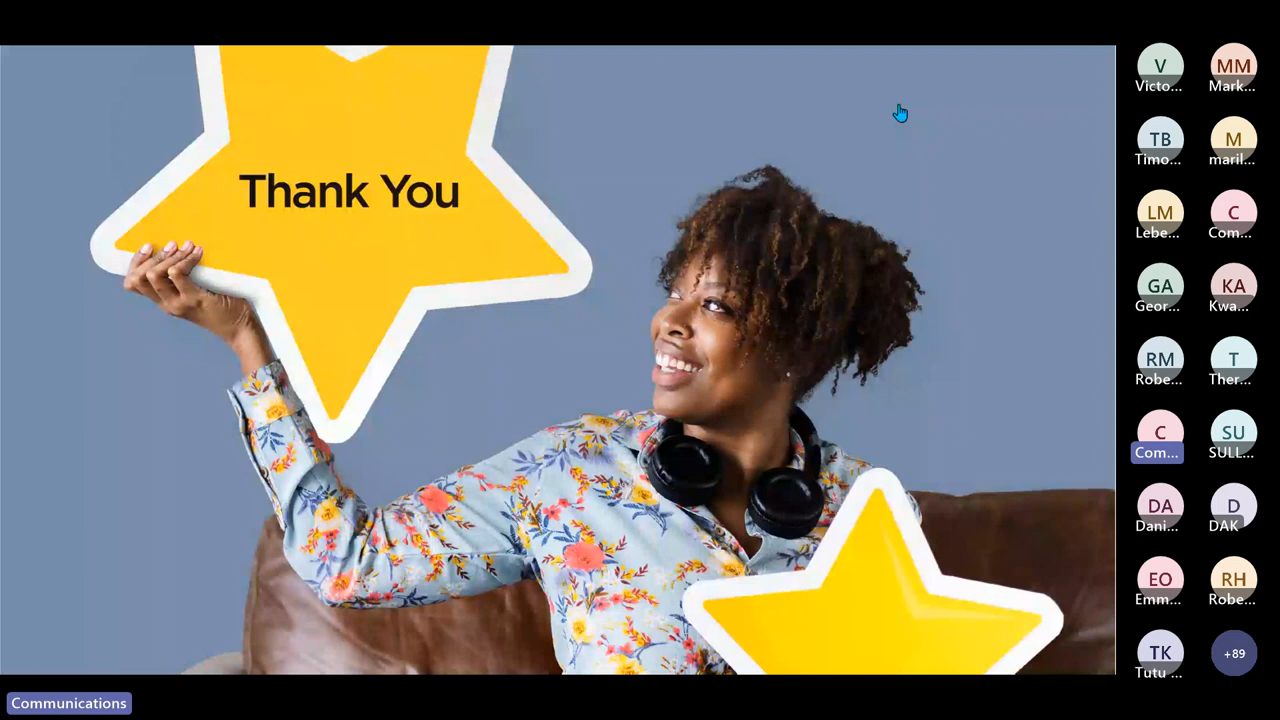 Thank You
V
Victo...
MM
Mark...
TB
Timo...
M
maril...
LM
Lebe...
C
Com...
GA
Geor...
KA
Kwa...
RM
Robe...
T
Ther...
C
Com...
SU
SULL...
DA
Dani...
D
DAK
EO
Emm...
RH
Robe...
TK
Tutu ...
+89
Communications